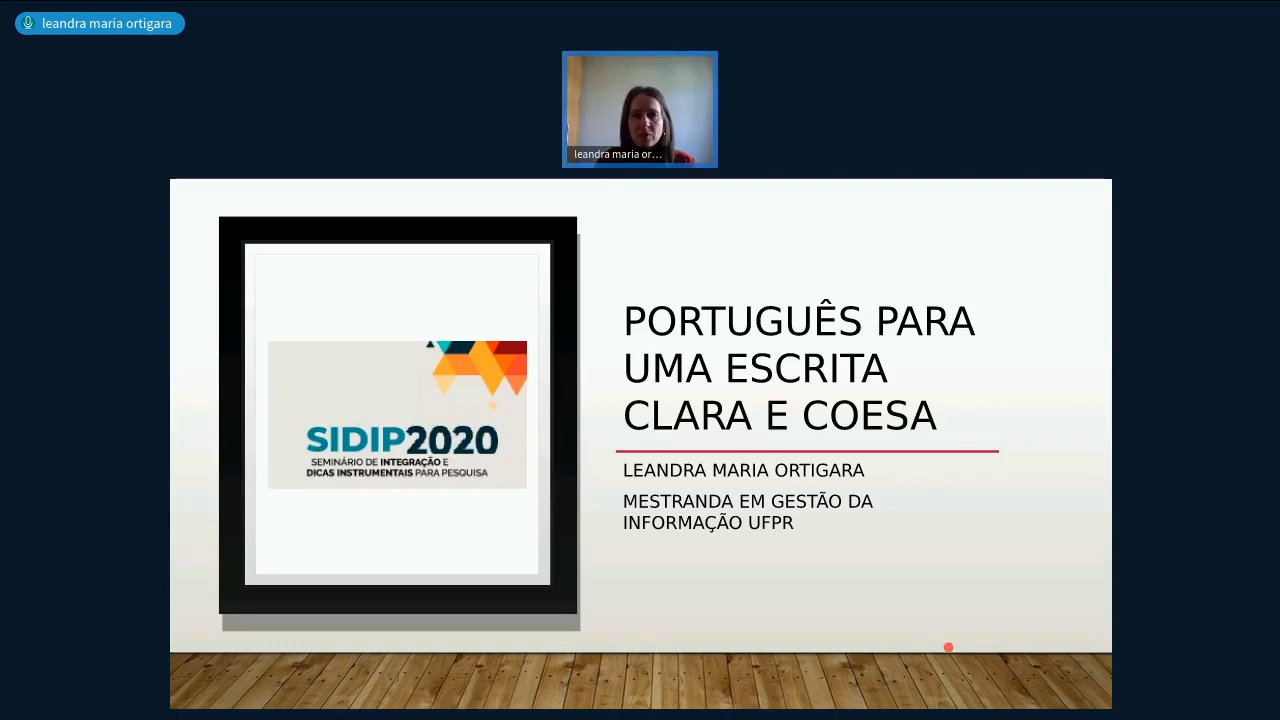 leandra maria ortigara
leandra maria or...
PORTUGUÊS PARA
UMA ESCRITA
CLARA E COESA
LEANDRA MARIA ORTIGARA
MESTRANDA EM GESTÃO DA
INFORMAÇÃO UFPR
SIDIP2020
SEMINÁRIO DE INTEGRAÇÃO E
DICAS INSTRUMENTAIS PARA PESQUISA